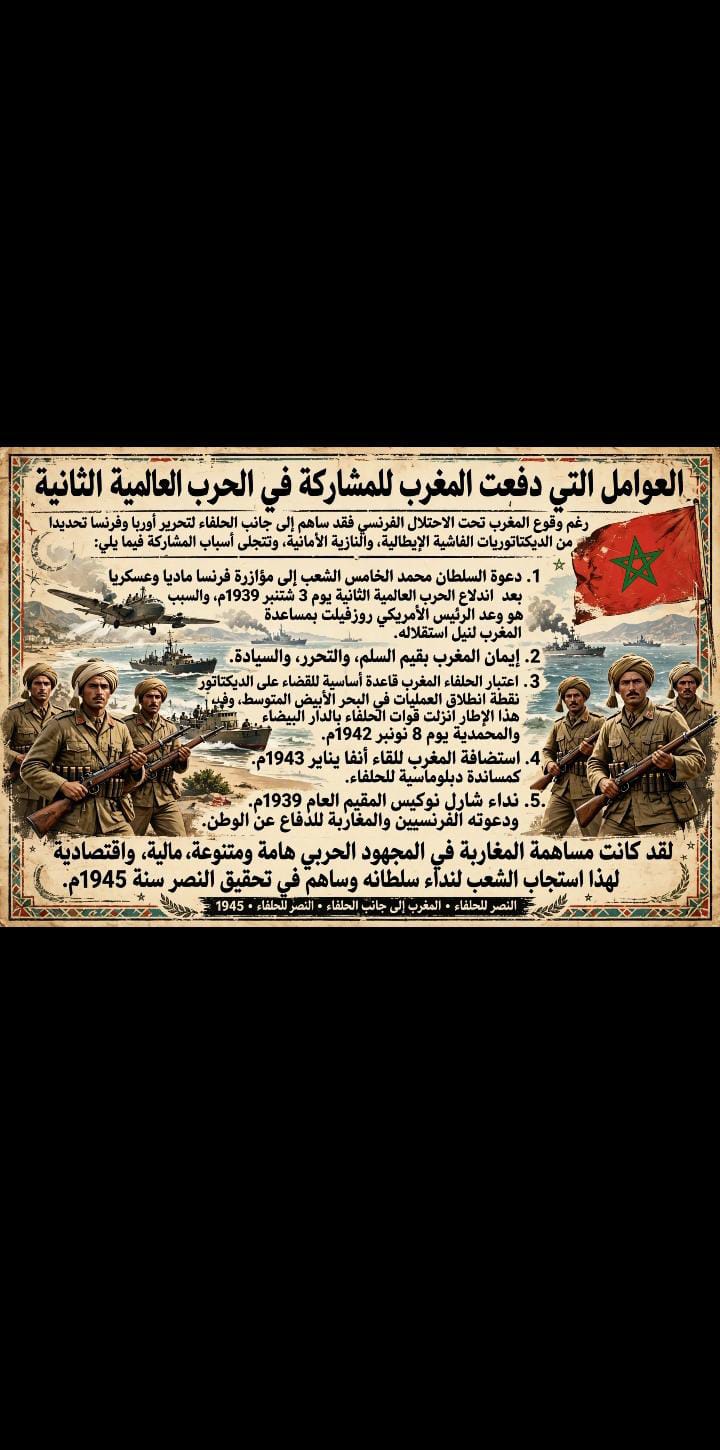 العوامل التي دفعت المغرب للمشاركة في الحرب العالمية الثانية
رغم وقوع المغرب تحت الاحتلال الفرنسي فقد ساهم إلى جانب الحلفاء لتحرير أوربا وفرنسا تحديدا
من الديكتاتوريات الفاشية الإيطالية، والنازية الأمانية، وتتجلى أسباب المشاركة فيما يلي:
1. دعوة السلطان محمد الخامس الشعب إلى مؤازرة فرنسا ماديا وعسكريا
بعد اندلاع الحرب العالمية الثانية يوم 3 شتنبر 1939م، والسبب
هو وعد الرئيس الأمريكي روزفيلت بمساعدة
المغرب لنيل استقلاله.
2. إيمان المغرب بقيم السلم، والتحرر، والسيادة.
3. اعتبار الحلفاء المغرب قاعدة أساسية للقضاء على الديكتاتور
نقطة انطلاق العمليات في البحر الأبيض المتوسط، وفي
هذا الإطار انزلت قوات الحلفاء بالدار البيضاء
والمحمدية يوم 8 نونبر 1942م.
4. استضافة المغرب للقاء أنفا يناير 1943م.
كمساندة دبلوماسية للحلفاء.
5. نداء شارل نوكيس المقيم العام 1939م.
ودعوته الفرنسيين والمغاربة للدفاع عن الوطن.
لقد كانت مساهمة المغاربة في المجهود الحربي هامة ومتنوعة، مالية، واقتصادية
لهذا استجاب الشعب لنداء سلطانه وساهم في تحقيق النصر سنة 1945م.
النصر للحلفاء • المغرب إلى جانب الحلفاء • النصر للحلفاء • 1945